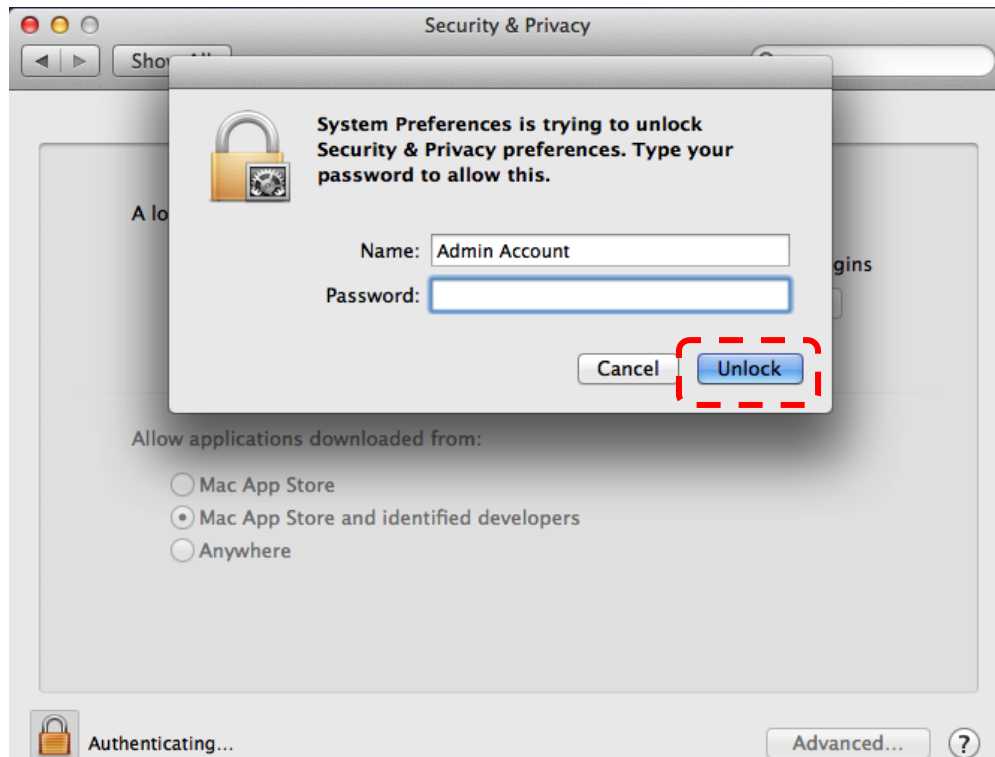 Security & Privacy
System Preferences is trying to unlock
Security & Privacy preferences. Type your
password to allow this.
Name: Admin Account
Password:
Cancel Unlock
Allow applications downloaded from:
Mac App Store
Mac App Store and identified developers
Anywhere
Authenticating...
Advanced... ?